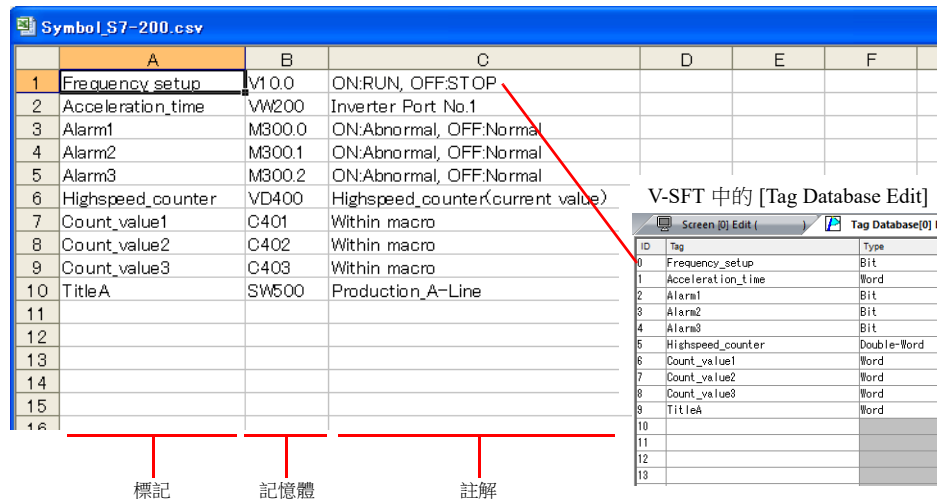 Symbol_S7-200.csv
A B C D E F
1 Frequency_setup V10.0 ON:RUN, OFF:STOP
2 Acceleration_time VW200 Inverter Port No.1
3 Alarm1 M300.0 ON:Abnormal, OFF:Normal
4 Alarm2 M300.1 ON:Abnormal, OFF:Normal
5 Alarm3 M300.2 ON:Abnormal, OFF:Normal
6 Highspeed_counter VD400 Highspeed_counter(current value)
7 Count_value1 C401 Within macro
8 Count_value2 C402 Within macro
9 Count_value3 C403 Within macro
10 TitleA SW500 Production_A-Line
11
12
13
14
15
16
V-SFT 中的 [Tag Database Edit]
Screen [0] Edit ( ) Tag Database[0]
ID Tag Type
0 Frequency_setup Bit
1 Acceleration_time Word
2 Alarm1 Bit
3 Alarm2 Bit
4 Alarm3 Bit
5 Highspeed_counter Double-Word
6 Count_value1 Word
7 Count_value2 Word
8 Count_value3 Word
9 TitleA Word
10
11
12
13
標記 記憶體 註解